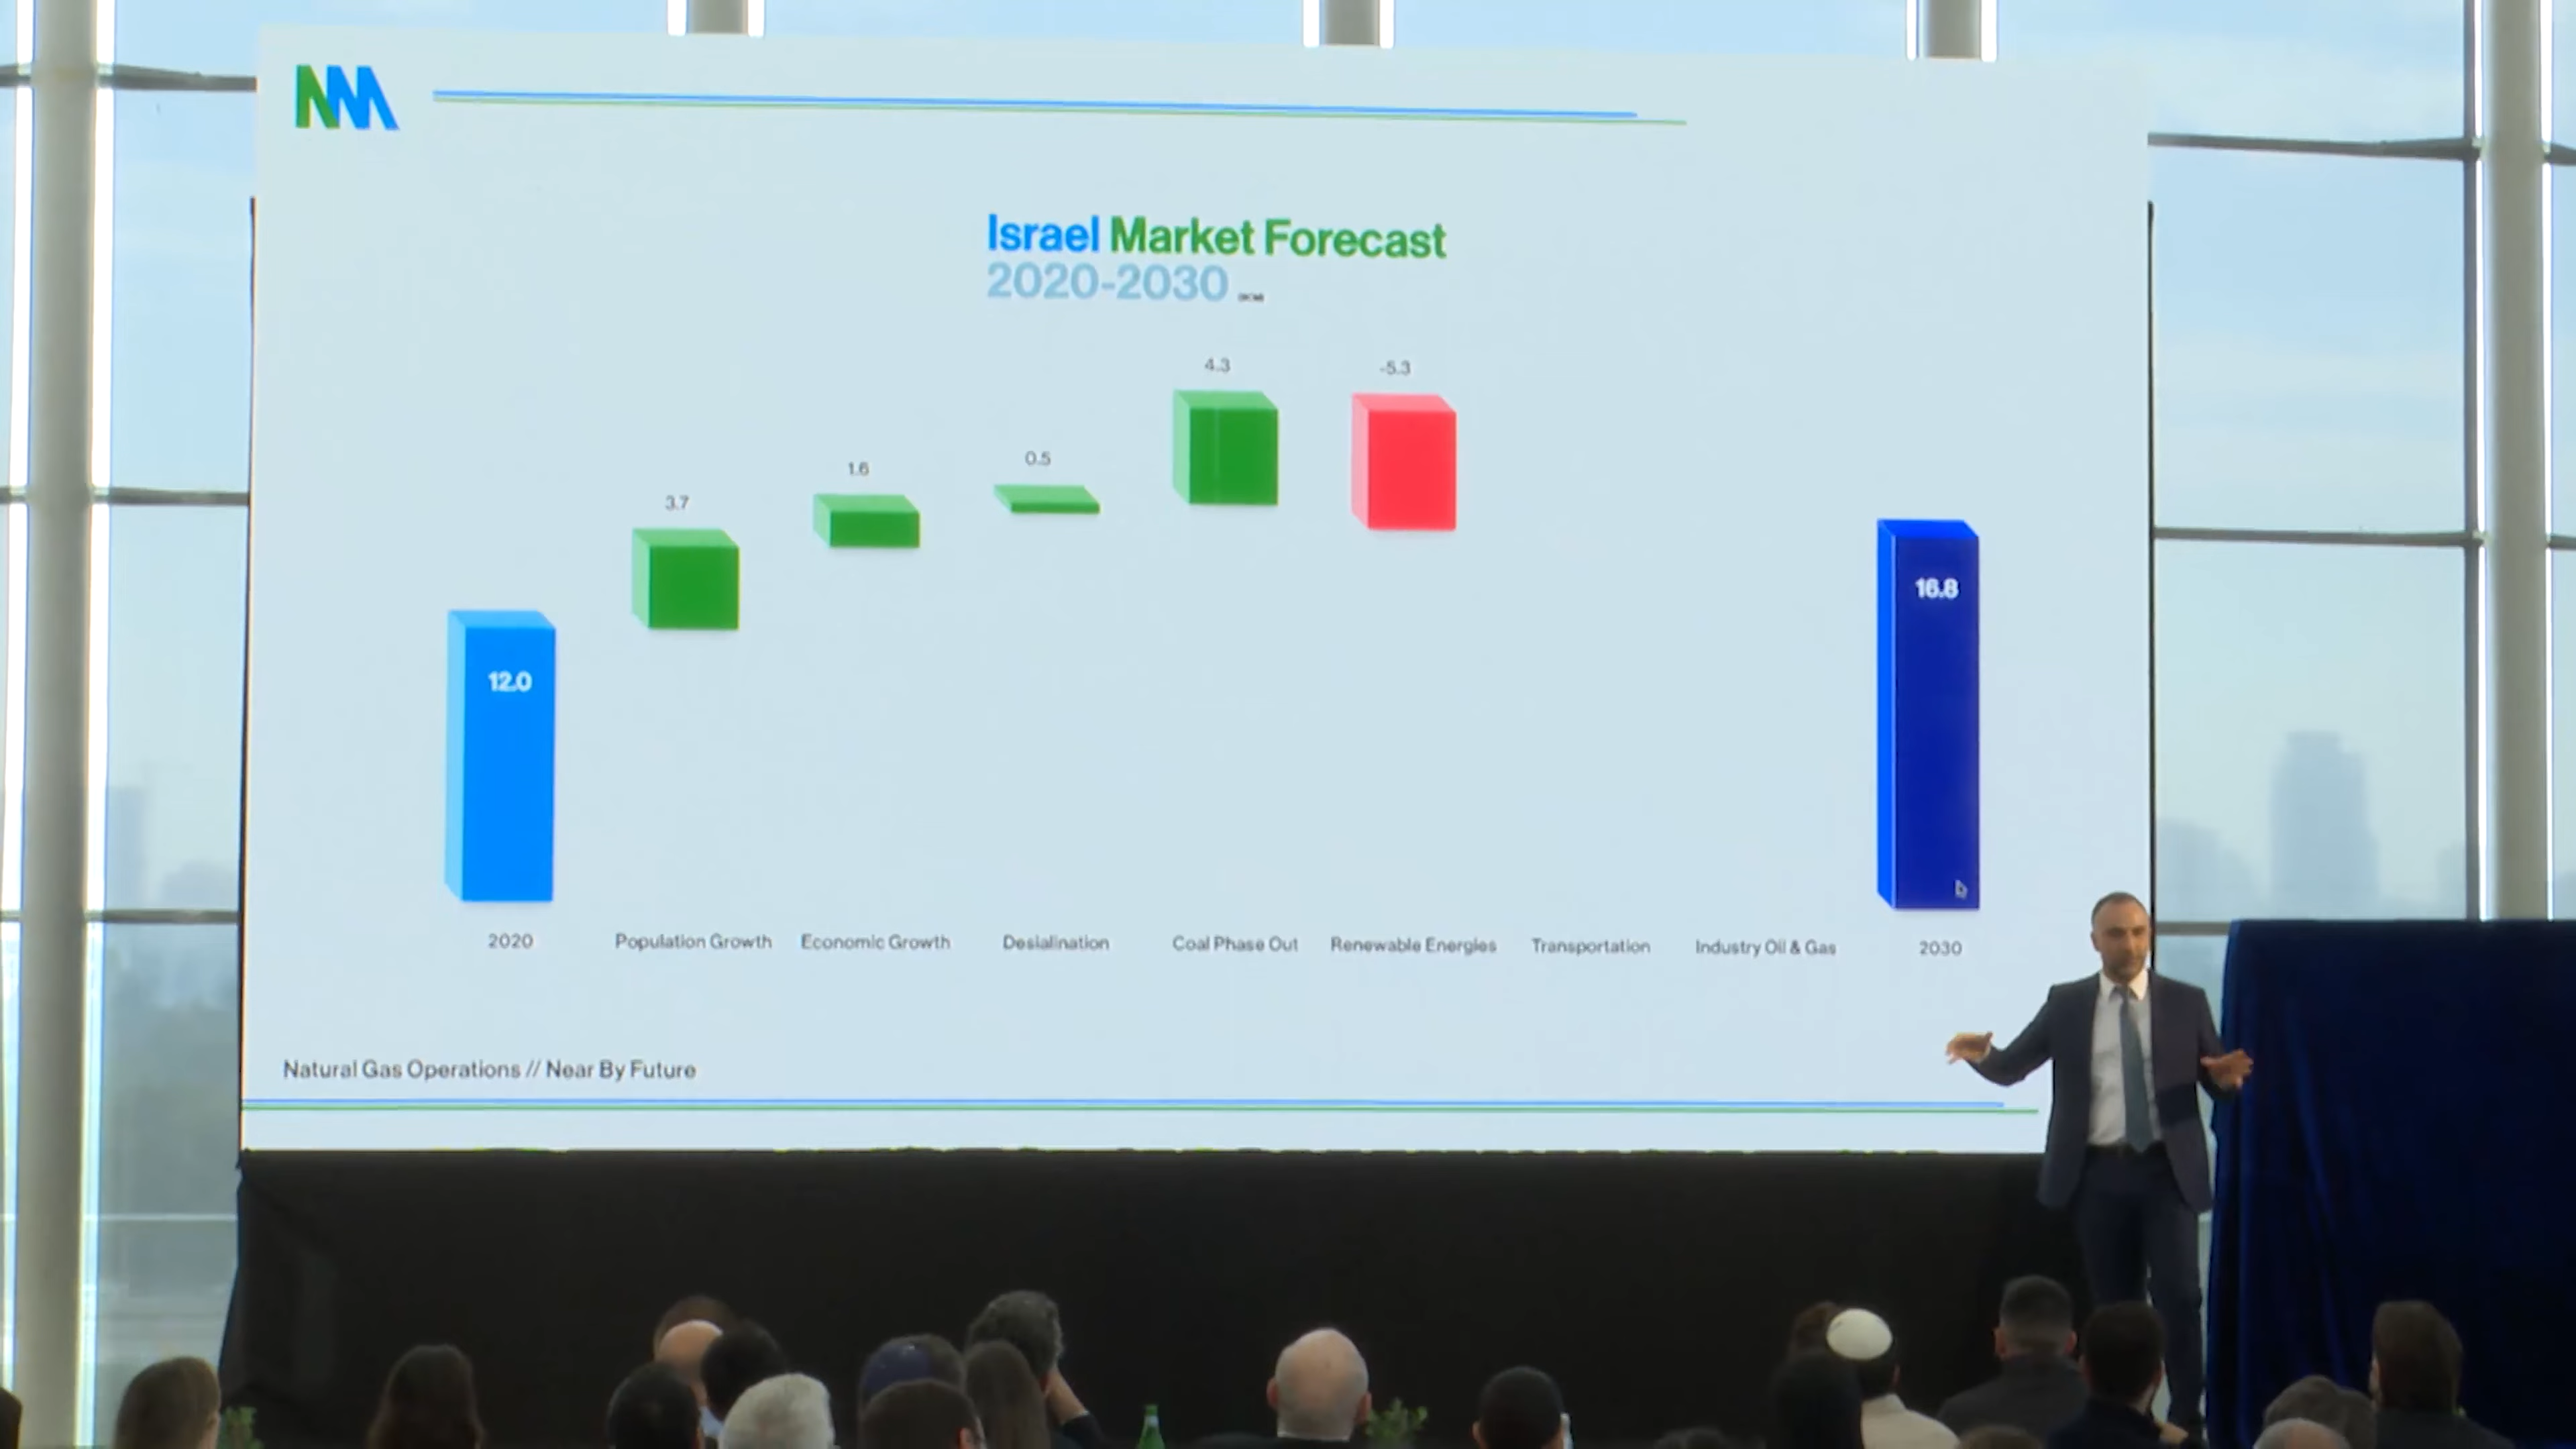 NM
Israel Market Forecast
2020-2030
4.3
-5.3
0.5
1.6
3.7
16.8
12.0
2020
Population Growth
Economic Growth
Desialination
Coal Phase Out
Renewable Energies
Transportation
Industry Oil & Gas
2030
Natural Gas Operations // Near By Future